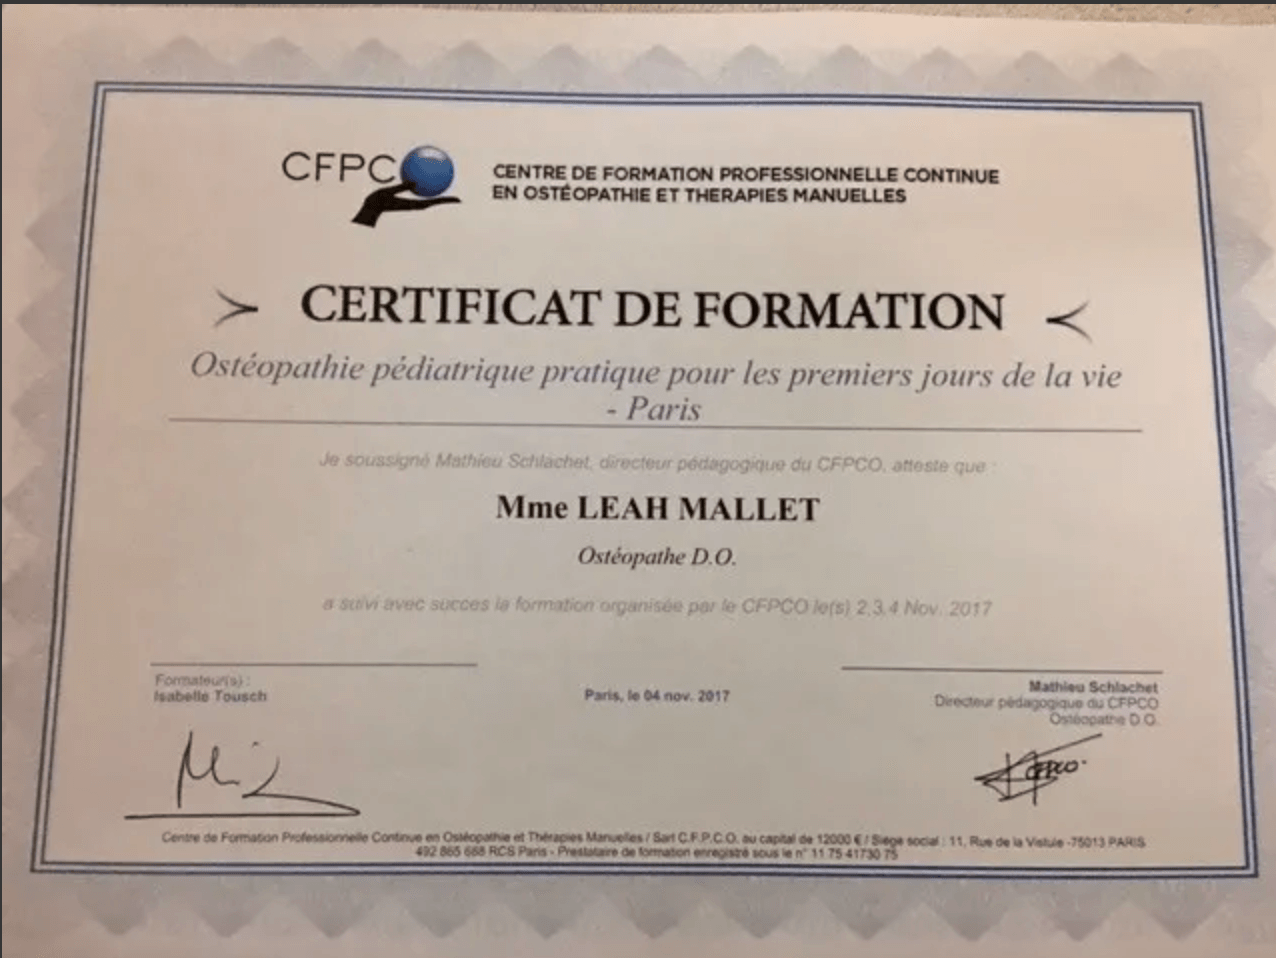 CFPCO
CENTRE DE FORMATION PROFESSIONNELLE CONTINUE
EN OSTÉOPATHIE ET THERAPIES MANUELLES
CERTIFICAT DE FORMATION
Ostéopathie pédiatrique pratique pour les premiers jours de la vie
- Paris
Je soussigné Mathieu Schlachet, directeur pédagogique du CFPCO, atteste que :
Mme LEAH MALLET
Ostéopathe D.O.
a suivi avec succes la formation organisée par le CFPCO le(s) 2,3,4 Nov. 2017
Formateur(s) :
Isabelle Tousch
Paris, le 04 nov. 2017
Mathieu Schlachet
Directeur pédagogique du CFPCO
Ostéopathe D.O.
CFPCO
Centre de Formation Professionnelle Continue en Ostéopathie et Thérapies Manuelles / Sarl C.F.P.C.O. au capital de 12000 € / Siège social : 11, Rue de la Vistule -75013 PARIS
492 865 668 RCS Paris - Prestataire de formation enregistré sous le n° 11 75 41730 75